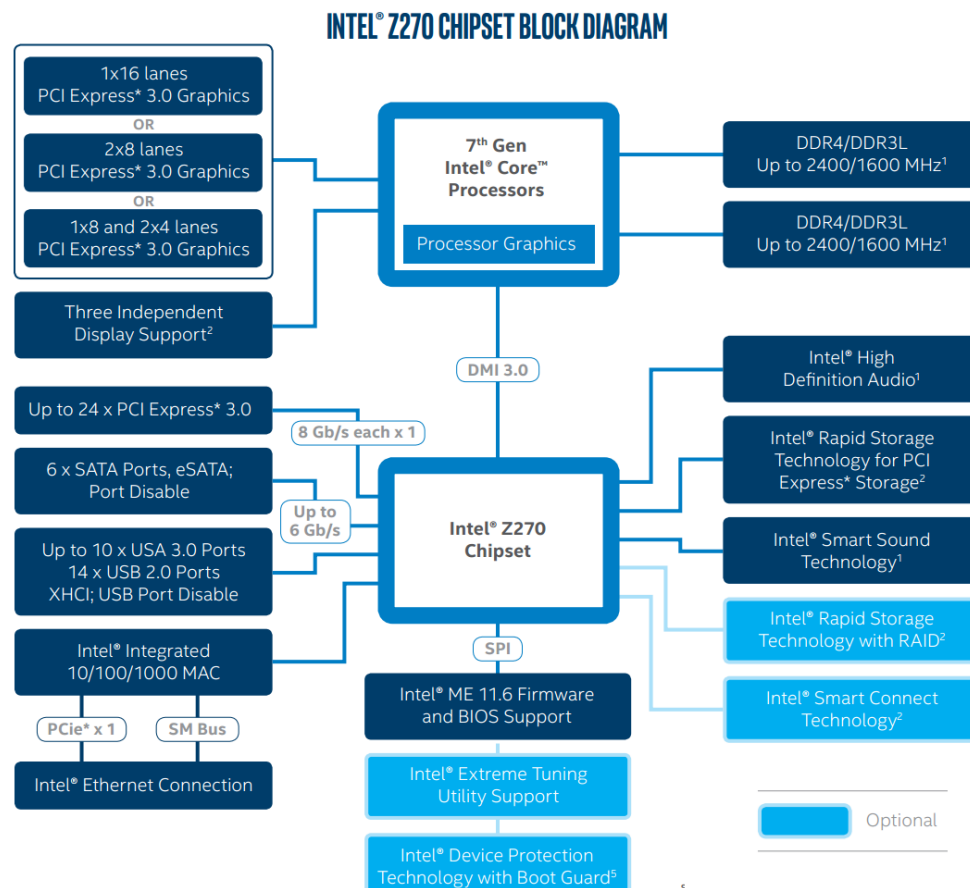 INTEL® Z270 CHIPSET BLOCK DIAGRAM
1x16 lanes
PCI Express* 3.0 Graphics
OR
2x8 lanes
PCI Express* 3.0 Graphics
OR
1x8 and 2x4 lanes
PCI Express* 3.0 Graphics
Three Independent
Display Support²
7th Gen
Intel® Core™
Processors
Processor Graphics
DDR4/DDR3L
Up to 2400/1600 MHz¹
DDR4/DDR3L
Up to 2400/1600 MHz¹
DMI 3.0
Up to 24 x PCI Express* 3.0
8 Gb/s each x 1
6 x SATA Ports, eSATA;
Port Disable
Up to
6 Gb/s
Up to 10 x USA 3.0 Ports
14 x USB 2.0 Ports
XHCI; USB Port Disable
Intel® Integrated
10/100/1000 MAC
PCIe* x 1
SM Bus
Intel® Ethernet Connection
Intel® Z270
Chipset
SPI
Intel® ME 11.6 Firmware
and BIOS Support
Intel® Extreme Tuning
Utility Support
Intel® Device Protection
Technology with Boot Guard⁵
Intel® High
Definition Audio¹
Intel® Rapid Storage
Technology for PCI
Express* Storage²
Intel® Smart Sound
Technology¹
Intel® Rapid Storage
Technology with RAID²
Intel® Smart Connect
Technology²
Optional
⁵